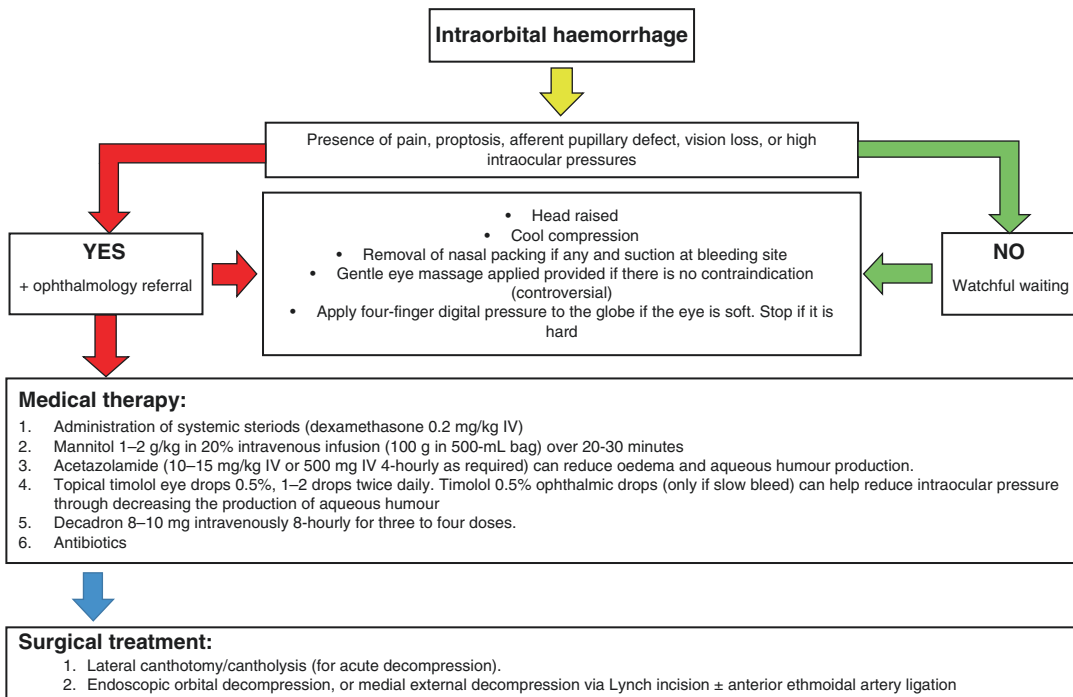 Intraorbital haemorrhage
Presence of pain, proptosis, afferent pupillary defect, vision loss, or high
intraocular pressures
YES
+ ophthalmology referral
• Head raised
• Cool compression
• Removal of nasal packing if any and suction at bleeding site
• Gentle eye massage applied provided if there is no contraindication
(controversial)
• Apply four-finger digital pressure to the globe if the eye is soft. Stop if it is
hard
NO
Watchful waiting
Medical therapy:
1. Administration of systemic steriods (dexamethasone 0.2 mg/kg IV)
2. Mannitol 1–2 g/kg in 20% intravenous infusion (100 g in 500-mL bag) over 20-30 minutes
3. Acetazolamide (10–15 mg/kg IV or 500 mg IV 4-hourly as required) can reduce oedema and aqueous humour production.
4. Topical timolol eye drops 0.5%, 1–2 drops twice daily. Timolol 0.5% ophthalmic drops (only if slow bleed) can help reduce intraocular pressure
through decreasing the production of aqueous humour
5. Decadron 8–10 mg intravenously 8-hourly for three to four doses.
6. Antibiotics
Surgical treatment:
1. Lateral canthotomy/cantholysis (for acute decompression).
2. Endoscopic orbital decompression, or medial external decompression via Lynch incision ± anterior ethmoidal artery ligation